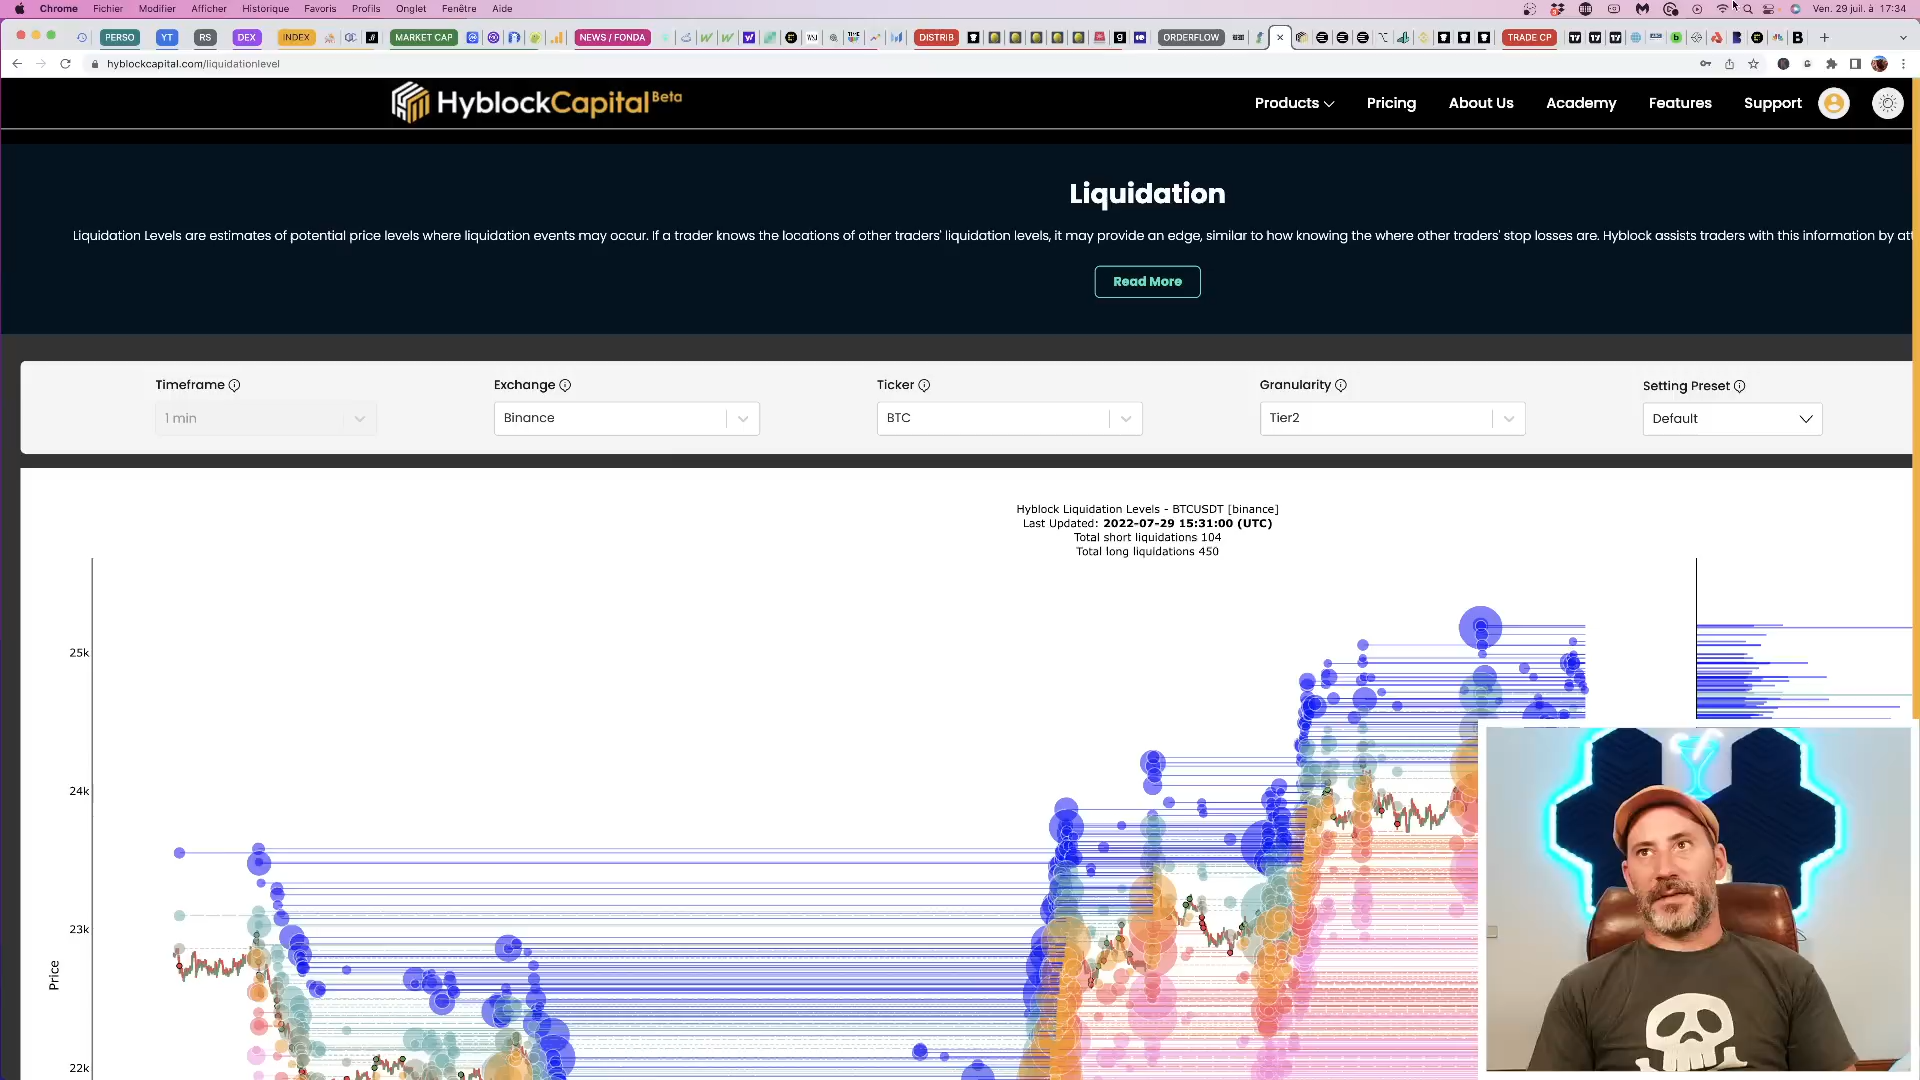 Chrome Fichier Modifier Afficher Historique Favoris Profils Onglet Fenêtre Aide Ven. 29 juil. à 17:34
PERSO YT RS DEX INDEX MARKET CAP NEWS / FONDA DISTRIB ORDERFLOW TRADE CP
hyblockcapital.com/liquidationlevel
HyblockCapital Beta
Products Pricing About Us Academy Features Support
Liquidation
Liquidation Levels are estimates of potential price levels where liquidation events may occur. If a trader knows the locations of other traders' liquidation levels, it may provide an edge, similar to how knowing the where other traders' stop losses are. Hyblock assists traders with this information by att
Read More
Timeframe Exchange Ticker Granularity Setting Preset
1 min Binance BTC Tier2 Default
Hyblock Liquidation Levels - BTCUSDT [binance]
Last Updated: 2022-07-29 15:31:00 (UTC)
Total short liquidations 104
Total long liquidations 450
25k
24k
23k
22k
Price